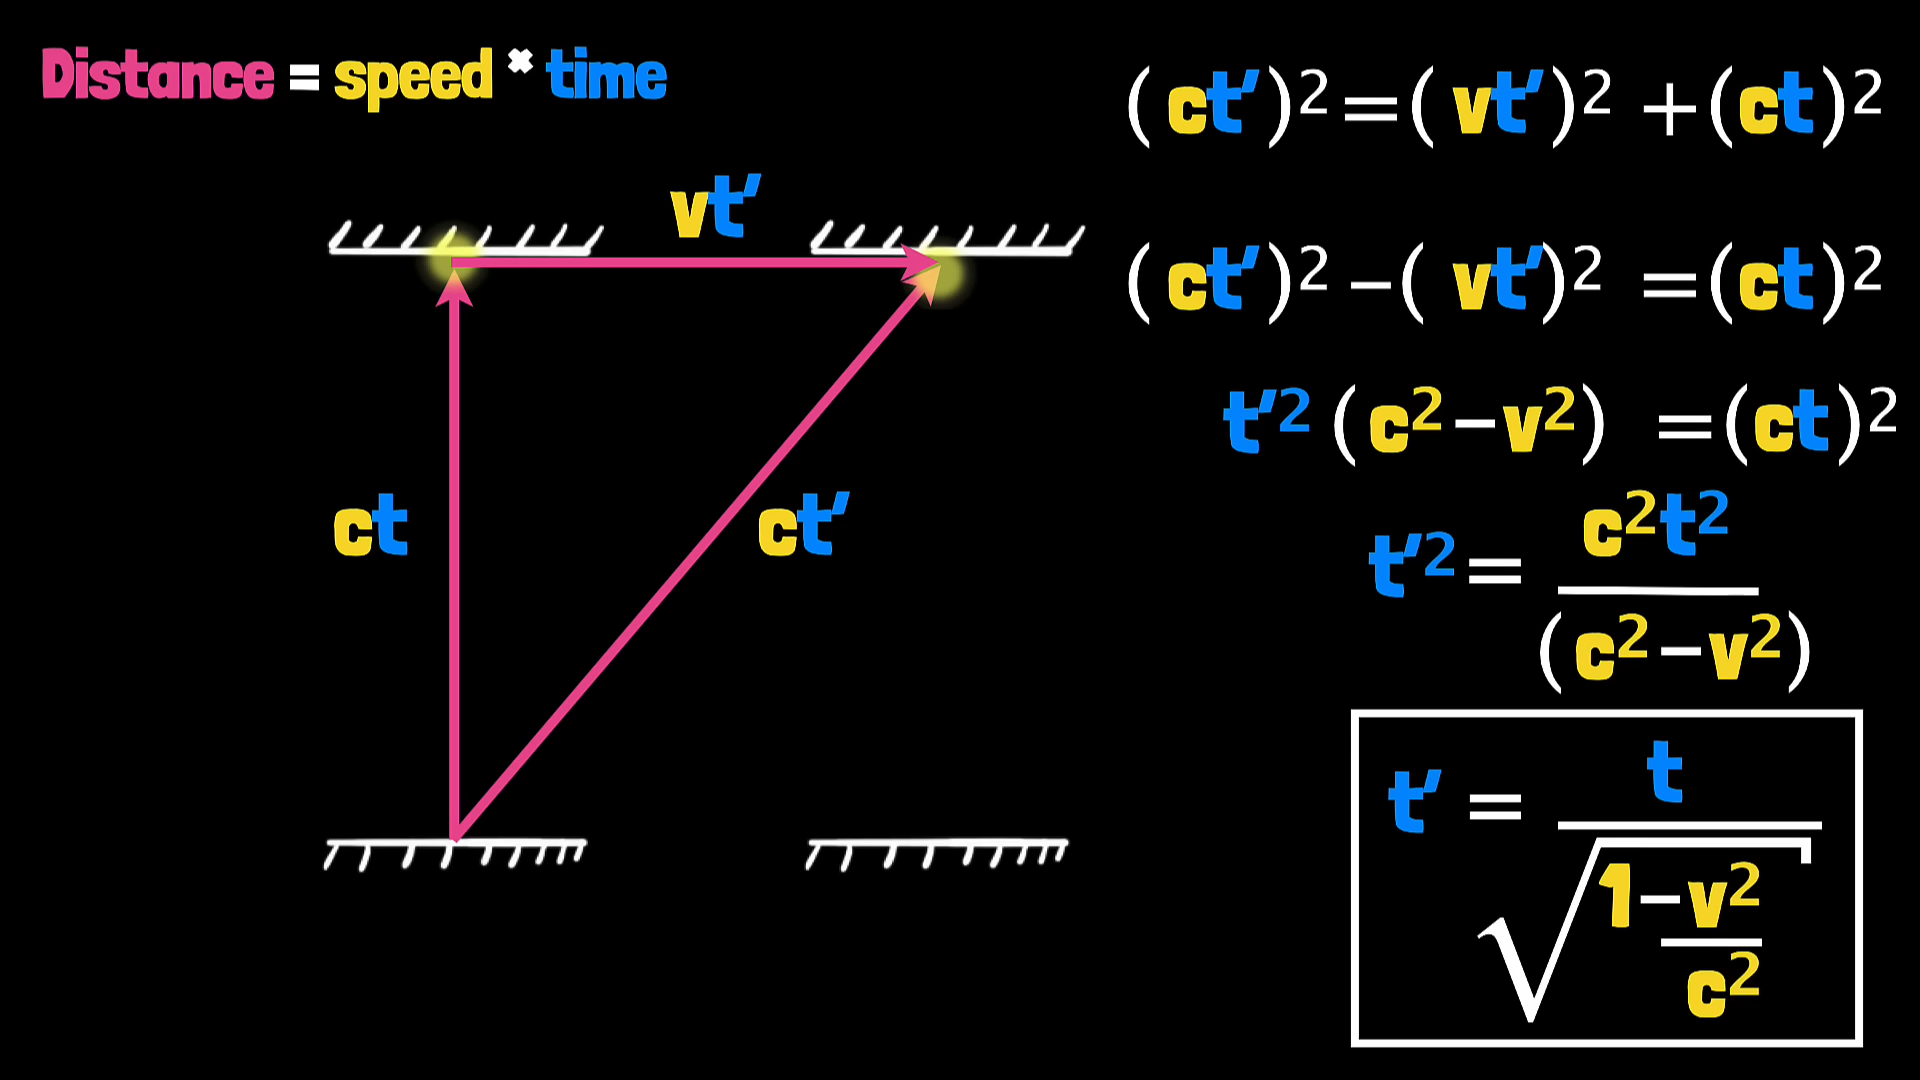 Distance = speed * time
vt′
ct
ct′
(ct′)² = (vt′)² + (ct)²
(ct′)² − (vt′)² = (ct)²
t′² (c² − v²) = (ct)²
t′² = c²t² / (c² − v²)
t′ = t / √(1 − v²/c²)